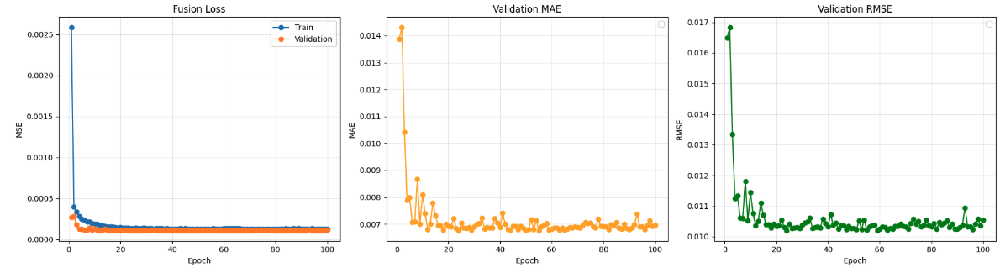 Fusion Loss
MSE
0.0025
0.0020
0.0015
0.0010
0.0005
0.0000
Train
Validation
0 20 40 60 80 100
Epoch
Validation MAE
MAE
0.014
0.013
0.012
0.011
0.010
0.009
0.008
0.007
0 20 40 60 80 100
Epoch
Validation RMSE
RMSE
0.017
0.016
0.015
0.014
0.013
0.012
0.011
0.010
0 20 40 60 80 100
Epoch